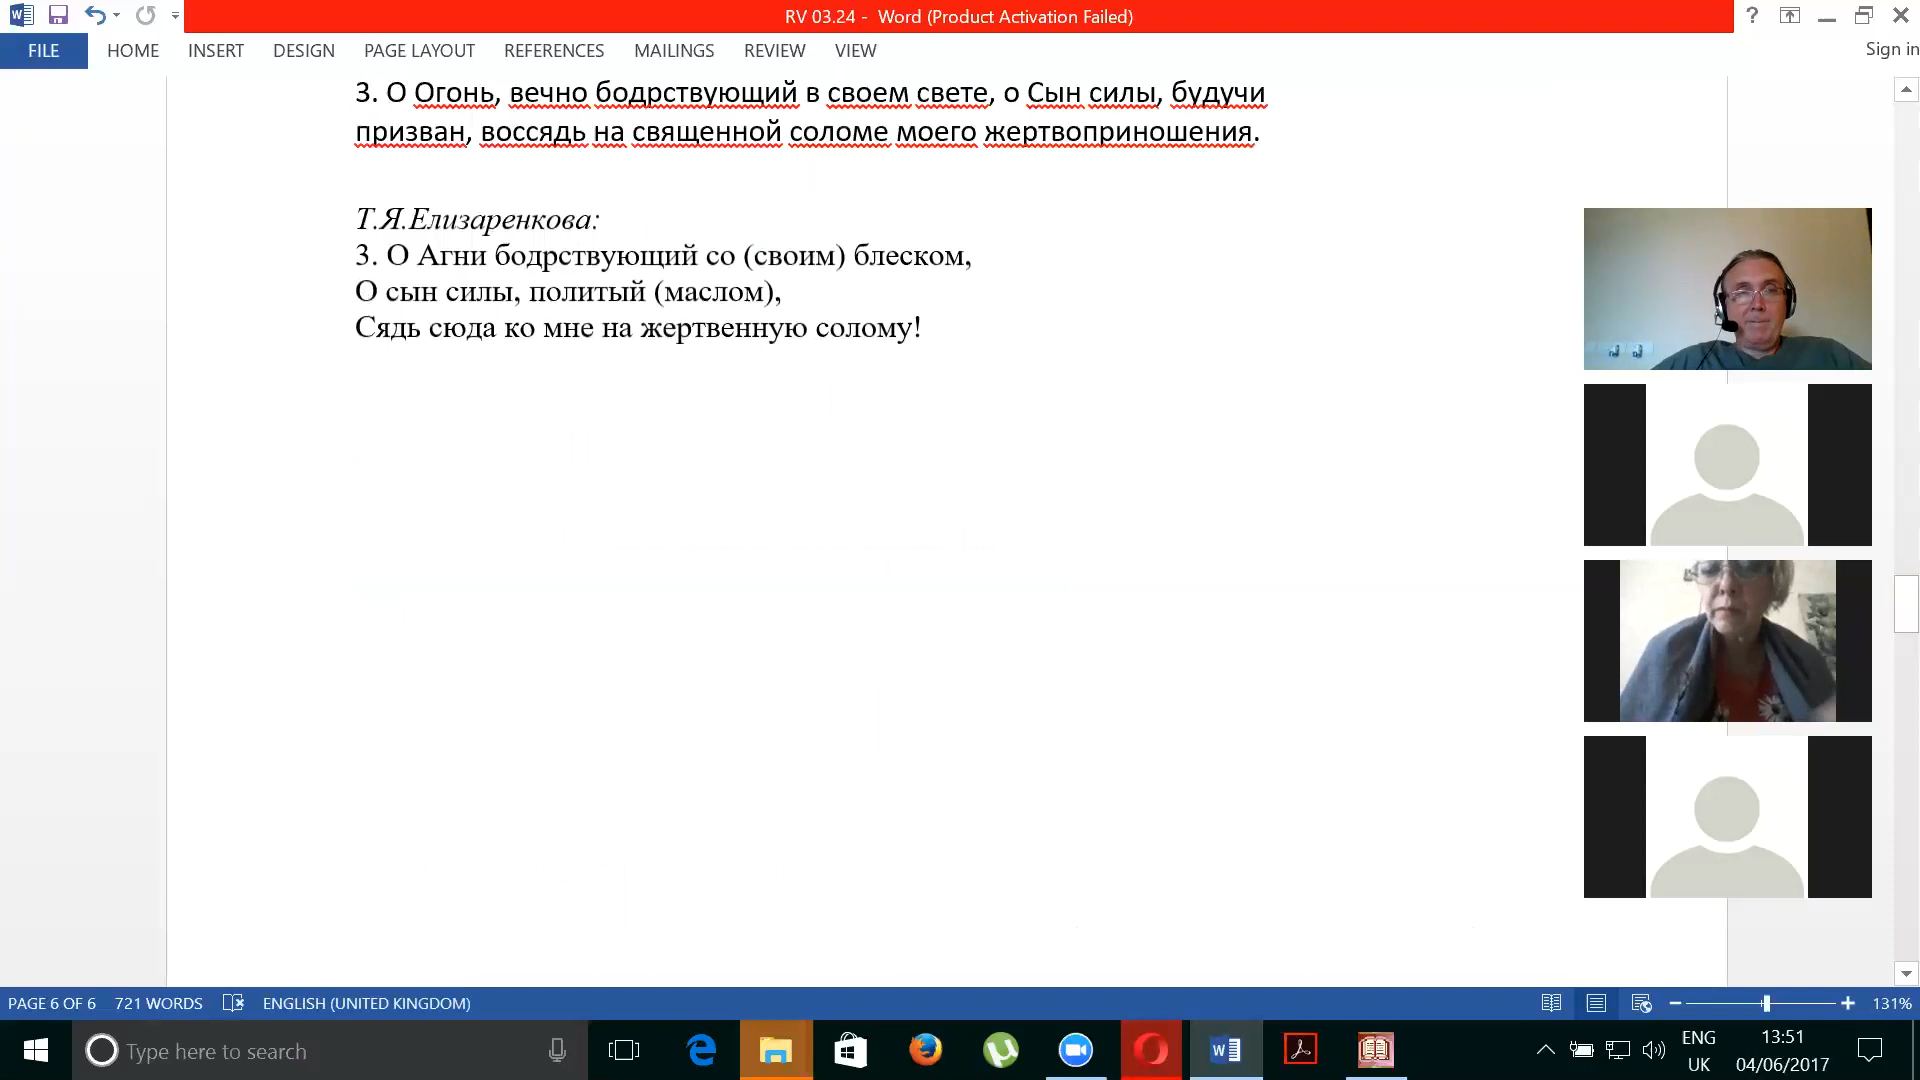 RV 03.24 - Word (Product Activation Failed)
FILE HOME INSERT DESIGN PAGE LAYOUT REFERENCES MAILINGS REVIEW VIEW
Sign in
3. О Огонь, вечно бодрствующий в своем свете, о Сын силы, будучи
призван, воссядь на священной соломе моего жертвоприношения.
Т.Я.Елизаренкова:
3. О Агни бодрствующий со (своим) блеском,
О сын силы, политый (маслом),
Сядь сюда ко мне на жертвенную солому!
PAGE 6 OF 6 721 WORDS ENGLISH (UNITED KINGDOM) 131%
Type here to search
ENG 13:51
UK 04/06/2017